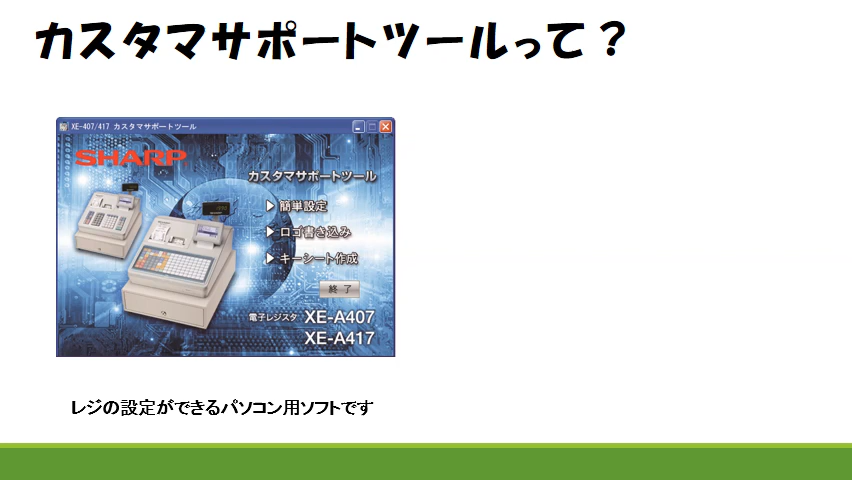 カスタマサポートツールって？
XE-407/417 カスタマサポートツール
SHARP
カスタマサポートツール
簡単設定
ロゴ書き込み
キーシート作成
終了
電子レジスタ XE-A407
XE-A417
レジの設定ができるパソコン用ソフトです